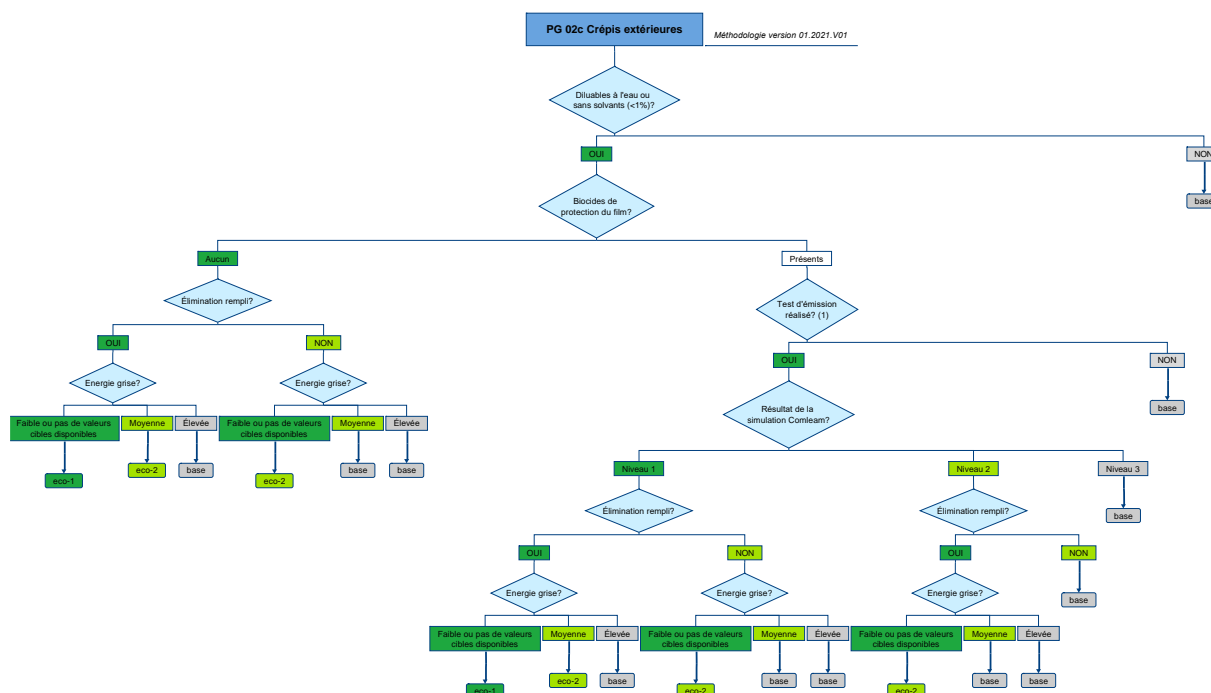 PG 02c Crépis extérieures
Méthodologie version 01.2021.V01
Diluables à l'eau ou
sans solvants (<1%)?
OUI
NON
Biocides de
protection du film?
base
Aucun
Présents
Élimination rempli?
Test d'émission
réalisé? (1)
OUI
NON
OUI
NON
Energie grise?
Energie grise?
Résultat de la
simulation Comleam?
base
Faible ou pas de valeurs
cibles disponibles
Moyenne
Élevée
Faible ou pas de valeurs
cibles disponibles
Moyenne
Élevée
eco-1
eco-2
base
eco-2
base
base
Niveau 1
Niveau 2
Niveau 3
Élimination rempli?
Élimination rempli?
base
OUI
NON
OUI
NON
Energie grise?
Energie grise?
Energie grise?
base
Faible ou pas de valeurs
cibles disponibles
Moyenne
Élevée
Faible ou pas de valeurs
cibles disponibles
Moyenne
Élevée
Faible ou pas de valeurs
cibles disponibles
Moyenne
Élevée
eco-1
eco-2
base
eco-2
base
base
eco-2
base
base